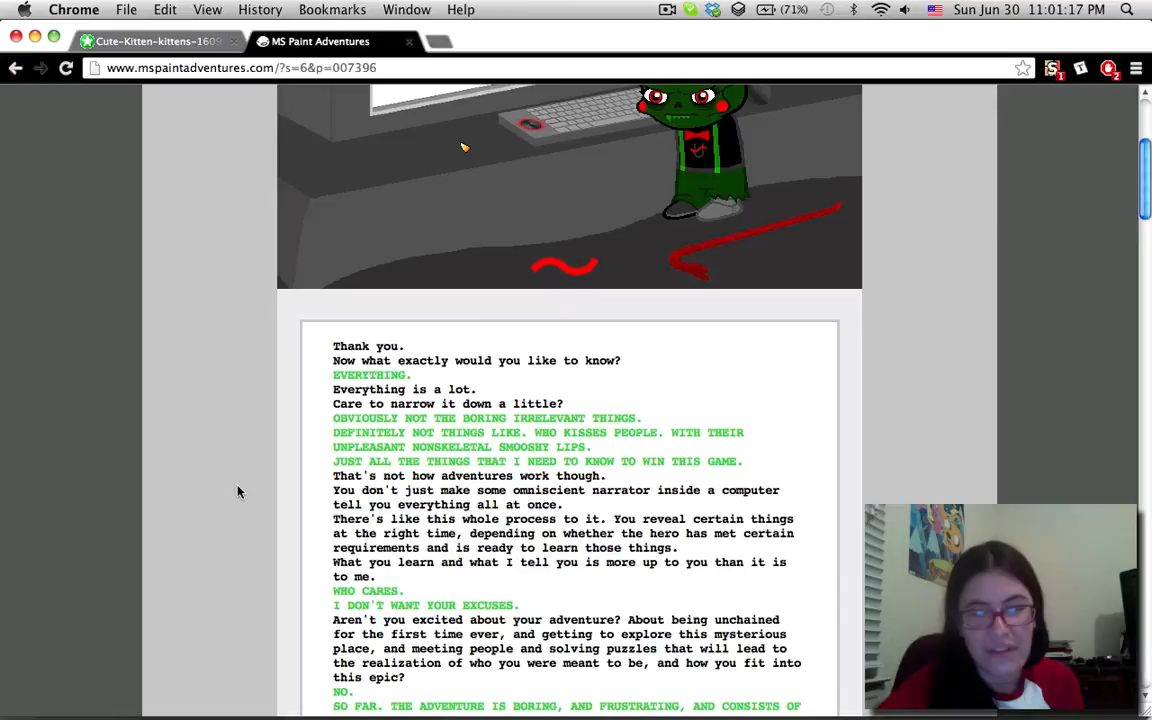 Chrome File Edit View History Bookmarks Window Help (71%) Sun Jun 30 11:01:17 PM
Cute-Kitten-kittens-1609 MS Paint Adventures
www.mspaintadventures.com/?s=6&p=007396
Thank you.
Now what exactly would you like to know?
EVERYTHING.
Everything is a lot.
Care to narrow it down a little?
OBVIOUSLY NOT THE BORING IRRELEVANT THINGS.
DEFINITELY NOT THINGS LIKE. WHO KISSES PEOPLE. WITH THEIR
UNPLEASANT NONSKELETAL SMOOSHY LIPS.
JUST ALL THE THINGS THAT I NEED TO KNOW TO WIN THIS GAME.
That's not how adventures work though.
You don't just make some omniscient narrator inside a computer
tell you everything all at once.
There's like this whole process to it. You reveal certain things
at the right time, depending on whether the hero has met certain
requirements and is ready to learn those things.
What you learn and what I tell you is more up to you than it is
to me.
WHO CARES.
I DON'T WANT YOUR EXCUSES.
Aren't you excited about your adventure? About being unchained
for the first time ever, and getting to explore this mysterious
place, and meeting people and solving puzzles that will lead to
the realization of who you were meant to be, and how you fit into
this epic?
NO.
SO FAR. THE ADVENTURE IS BORING, AND FRUSTRATING, AND CONSISTS OF